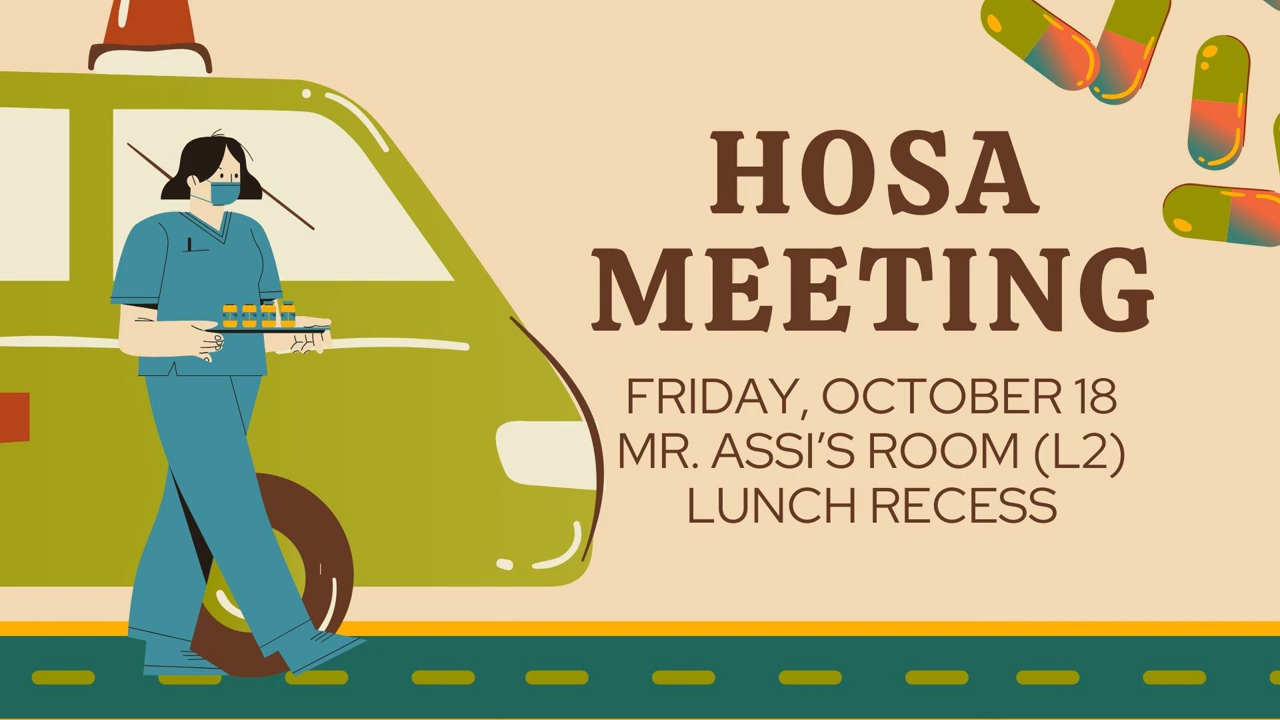 HOSA
MEETING
FRIDAY, OCTOBER 18
MR. ASSI'S ROOM (L2)
LUNCH RECESS